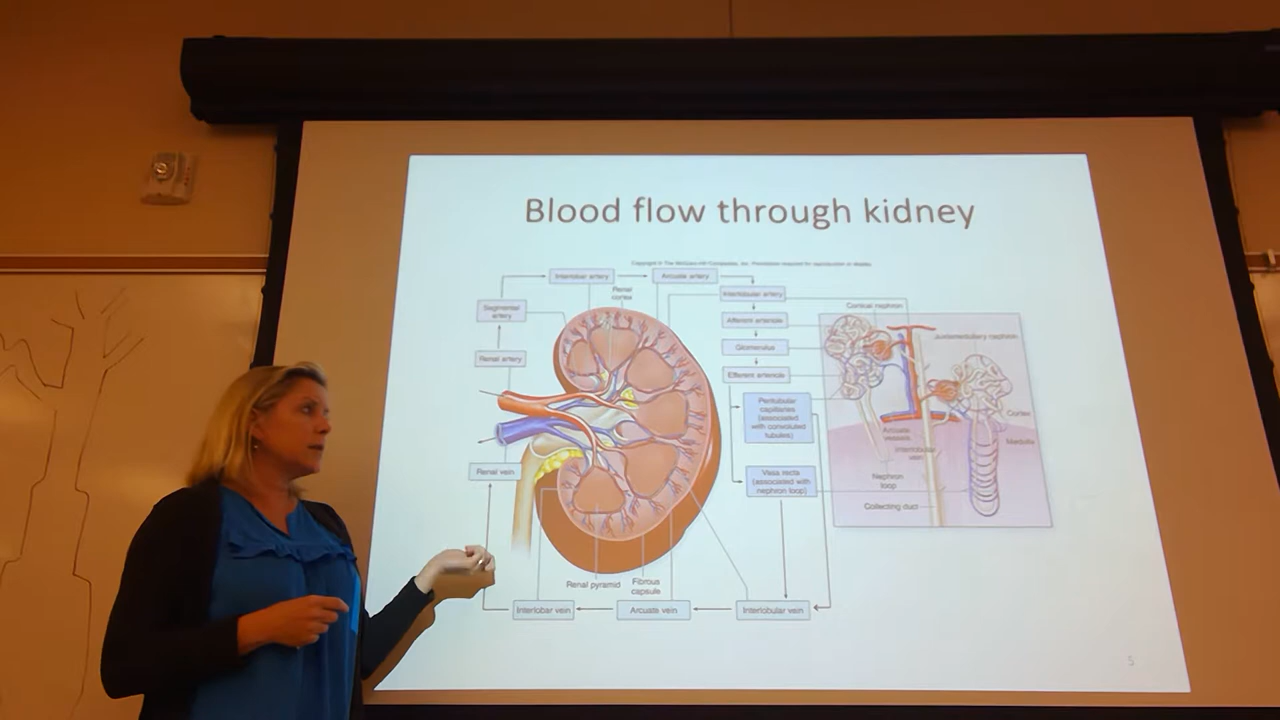 Blood flow through kidney
Copyright © The McGraw-Hill Companies, Inc. Permission required for reproduction or display.
Interlobar artery
Arcuate artery
Renal
cortex
Interlobular artery
Segmental
artery
Cortical nephron
Afferent arteriole
Juxtamedullary nephron
Glomerulus
Renal artery
Efferent arteriole
Peritubular
capillaries
(associated
with convoluted
tubules)
Cortex
Arcuate
vessels
Medulla
Interlobular
vein
Renal vein
Vasa recta
(associated with
nephron loop)
Nephron
loop
Collecting duct
Renal pyramid
Fibrous
capsule
Interlobar vein
Arcuate vein
Interlobular vein
5